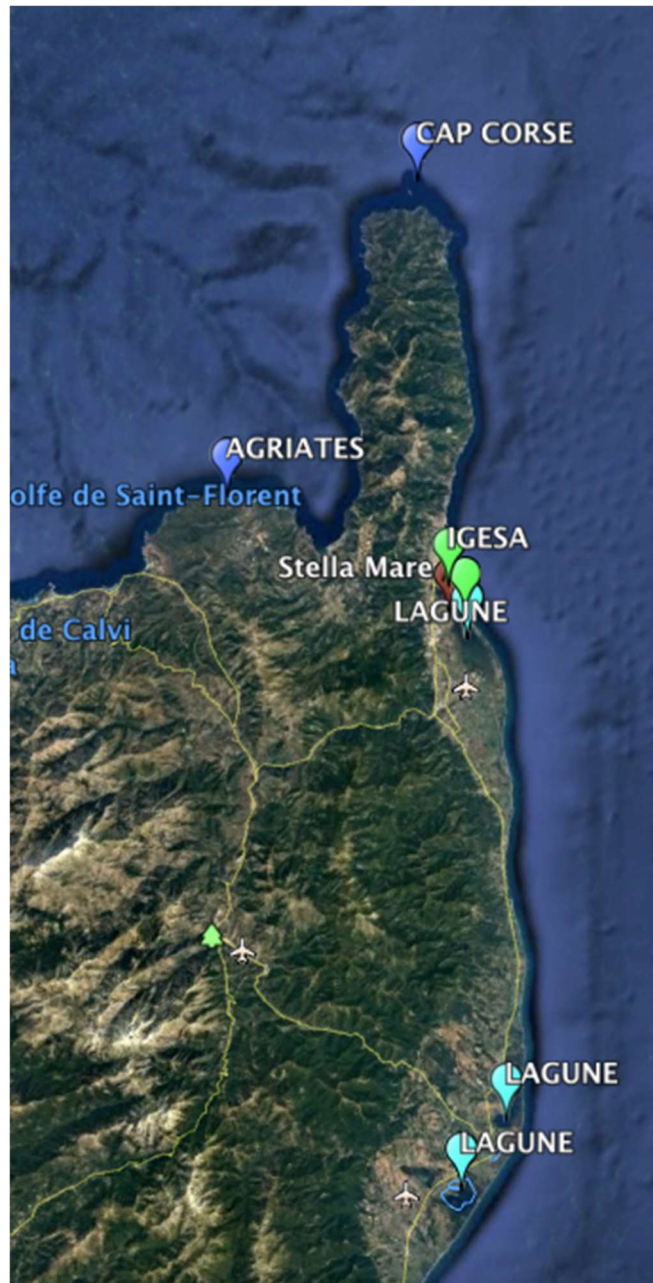 CAP CORSE
AGRIATES
olfe de Saint-Florent
IGESA
Stella Mare
LAGUNE
de Calvi
a
LAGUNE
LAGUNE